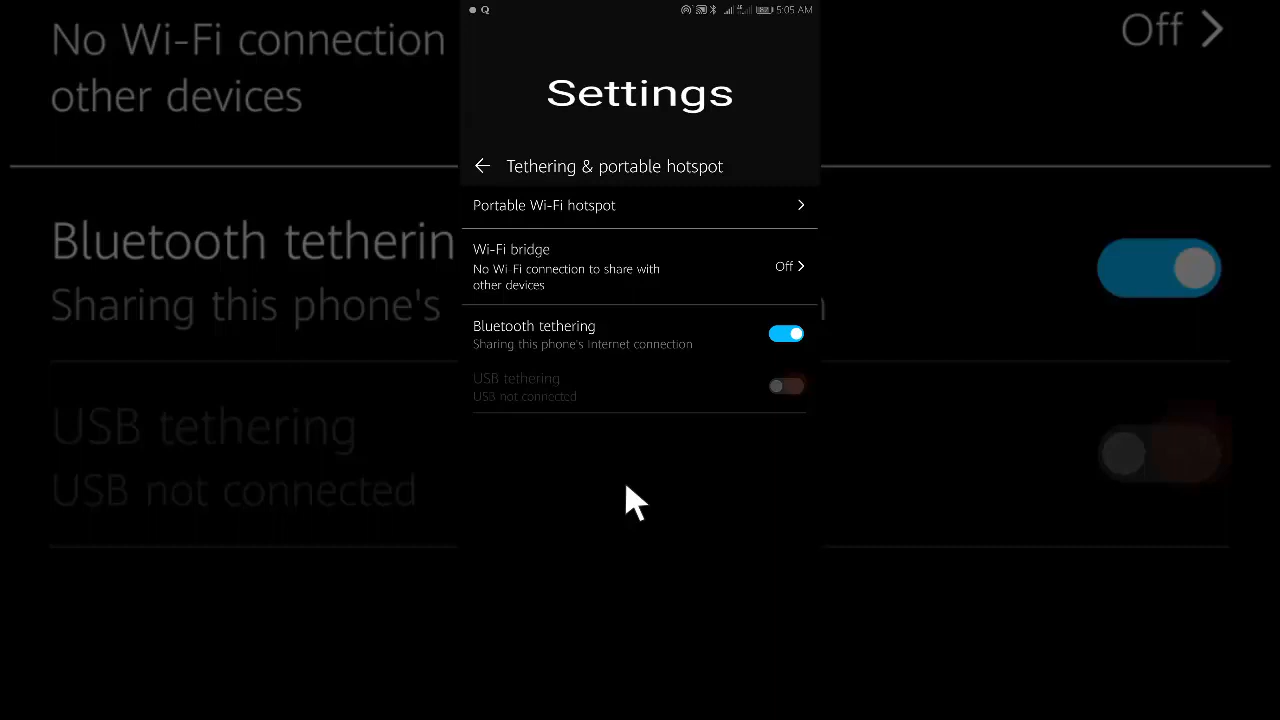 5:05 AM
Settings
Tethering & portable hotspot
Portable Wi-Fi hotspot
Wi-Fi bridge
No Wi-Fi connection to share with
other devices
Off
Bluetooth tethering
Sharing this phone's Internet connection
USB tethering
USB not connected
No Wi-Fi connection
other devices
Off
Bluetooth tetherin
Sharing this phone's
USB tethering
USB not connected